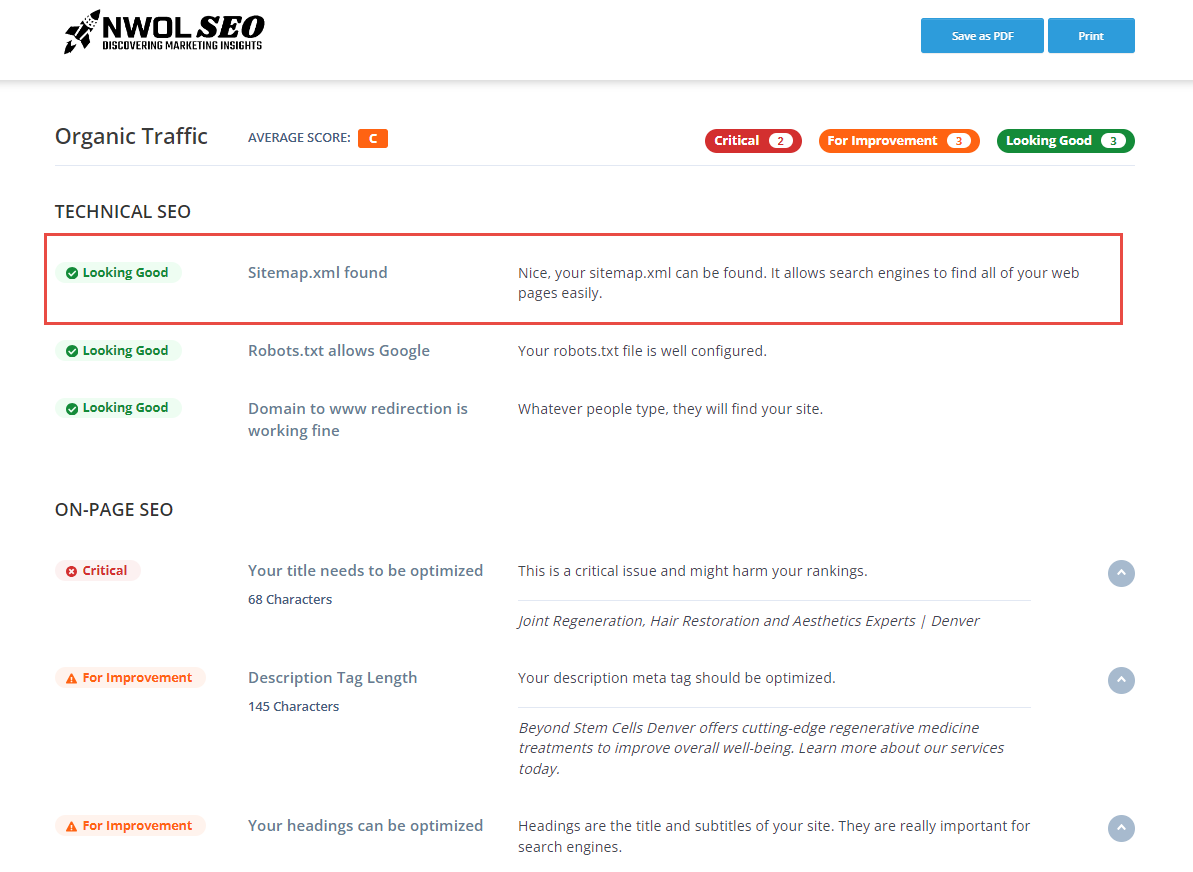 NWOL SEO
DISCOVERING MARKETING INSIGHTS
Save as PDF
Print
Organic Traffic
AVERAGE SCORE: C
Critical 2
For Improvement 3
Looking Good 3
TECHNICAL SEO
Looking Good
Sitemap.xml found
Nice, your sitemap.xml can be found. It allows search engines to find all of your web
pages easily.
Looking Good
Robots.txt allows Google
Your robots.txt file is well configured.
Looking Good
Domain to www redirection is
working fine
Whatever people type, they will find your site.
ON-PAGE SEO
Critical
Your title needs to be optimized
68 Characters
This is a critical issue and might harm your rankings.
Joint Regeneration, Hair Restoration and Aesthetics Experts | Denver
For Improvement
Description Tag Length
145 Characters
Your description meta tag should be optimized.
Beyond Stem Cells Denver offers cutting-edge regenerative medicine
treatments to improve overall well-being. Learn more about our services
today.
For Improvement
Your headings can be optimized
Headings are the title and subtitles of your site. They are really important for
search engines.